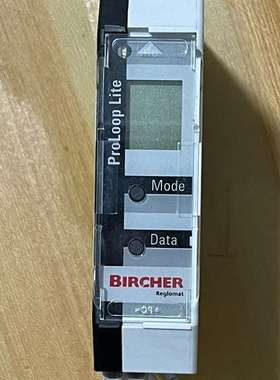 ProLoop Lite
Mode
Data
BIRCHER
Reglomat